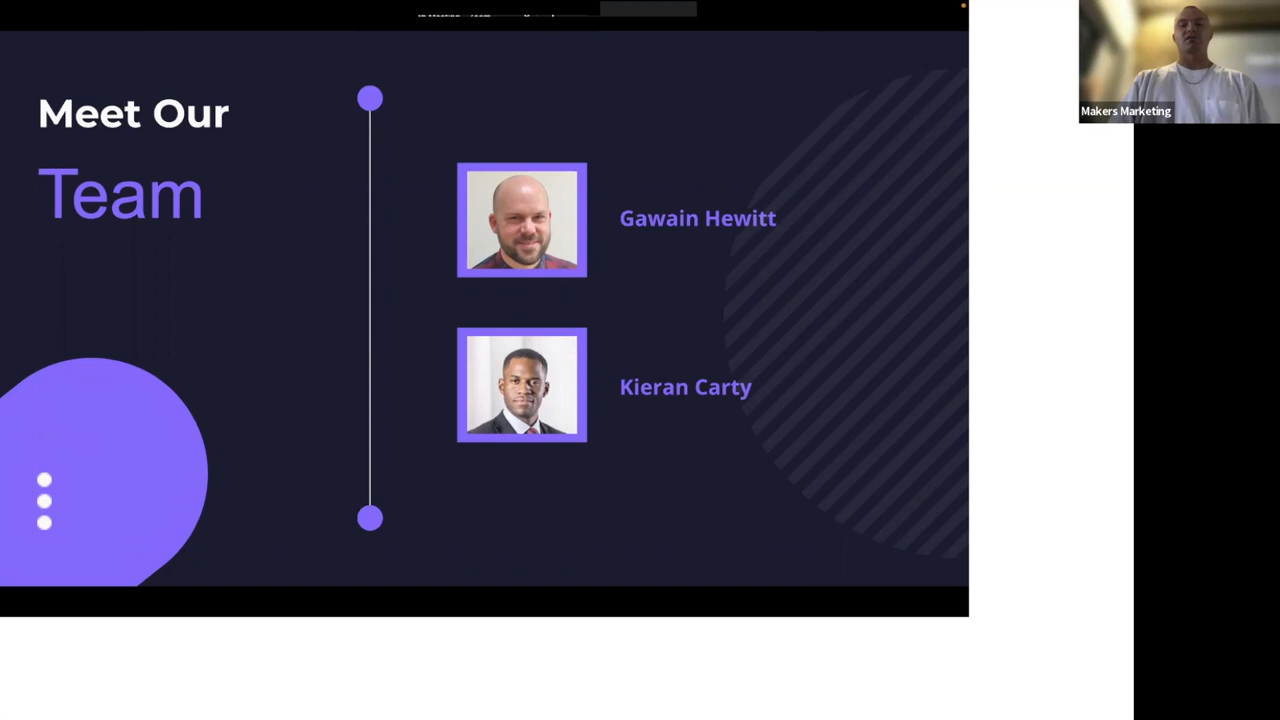 Meet Our
Team
Gawain Hewitt
Kieran Carty
Makers Marketing